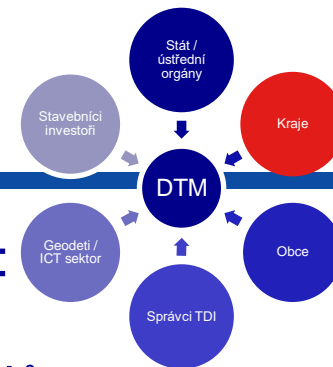 Stát /
ústřední
orgány
Stavebníci
investoři
Kraje
DTM
Geodeti /
ICT sektor
Obce
Správci TDI
: